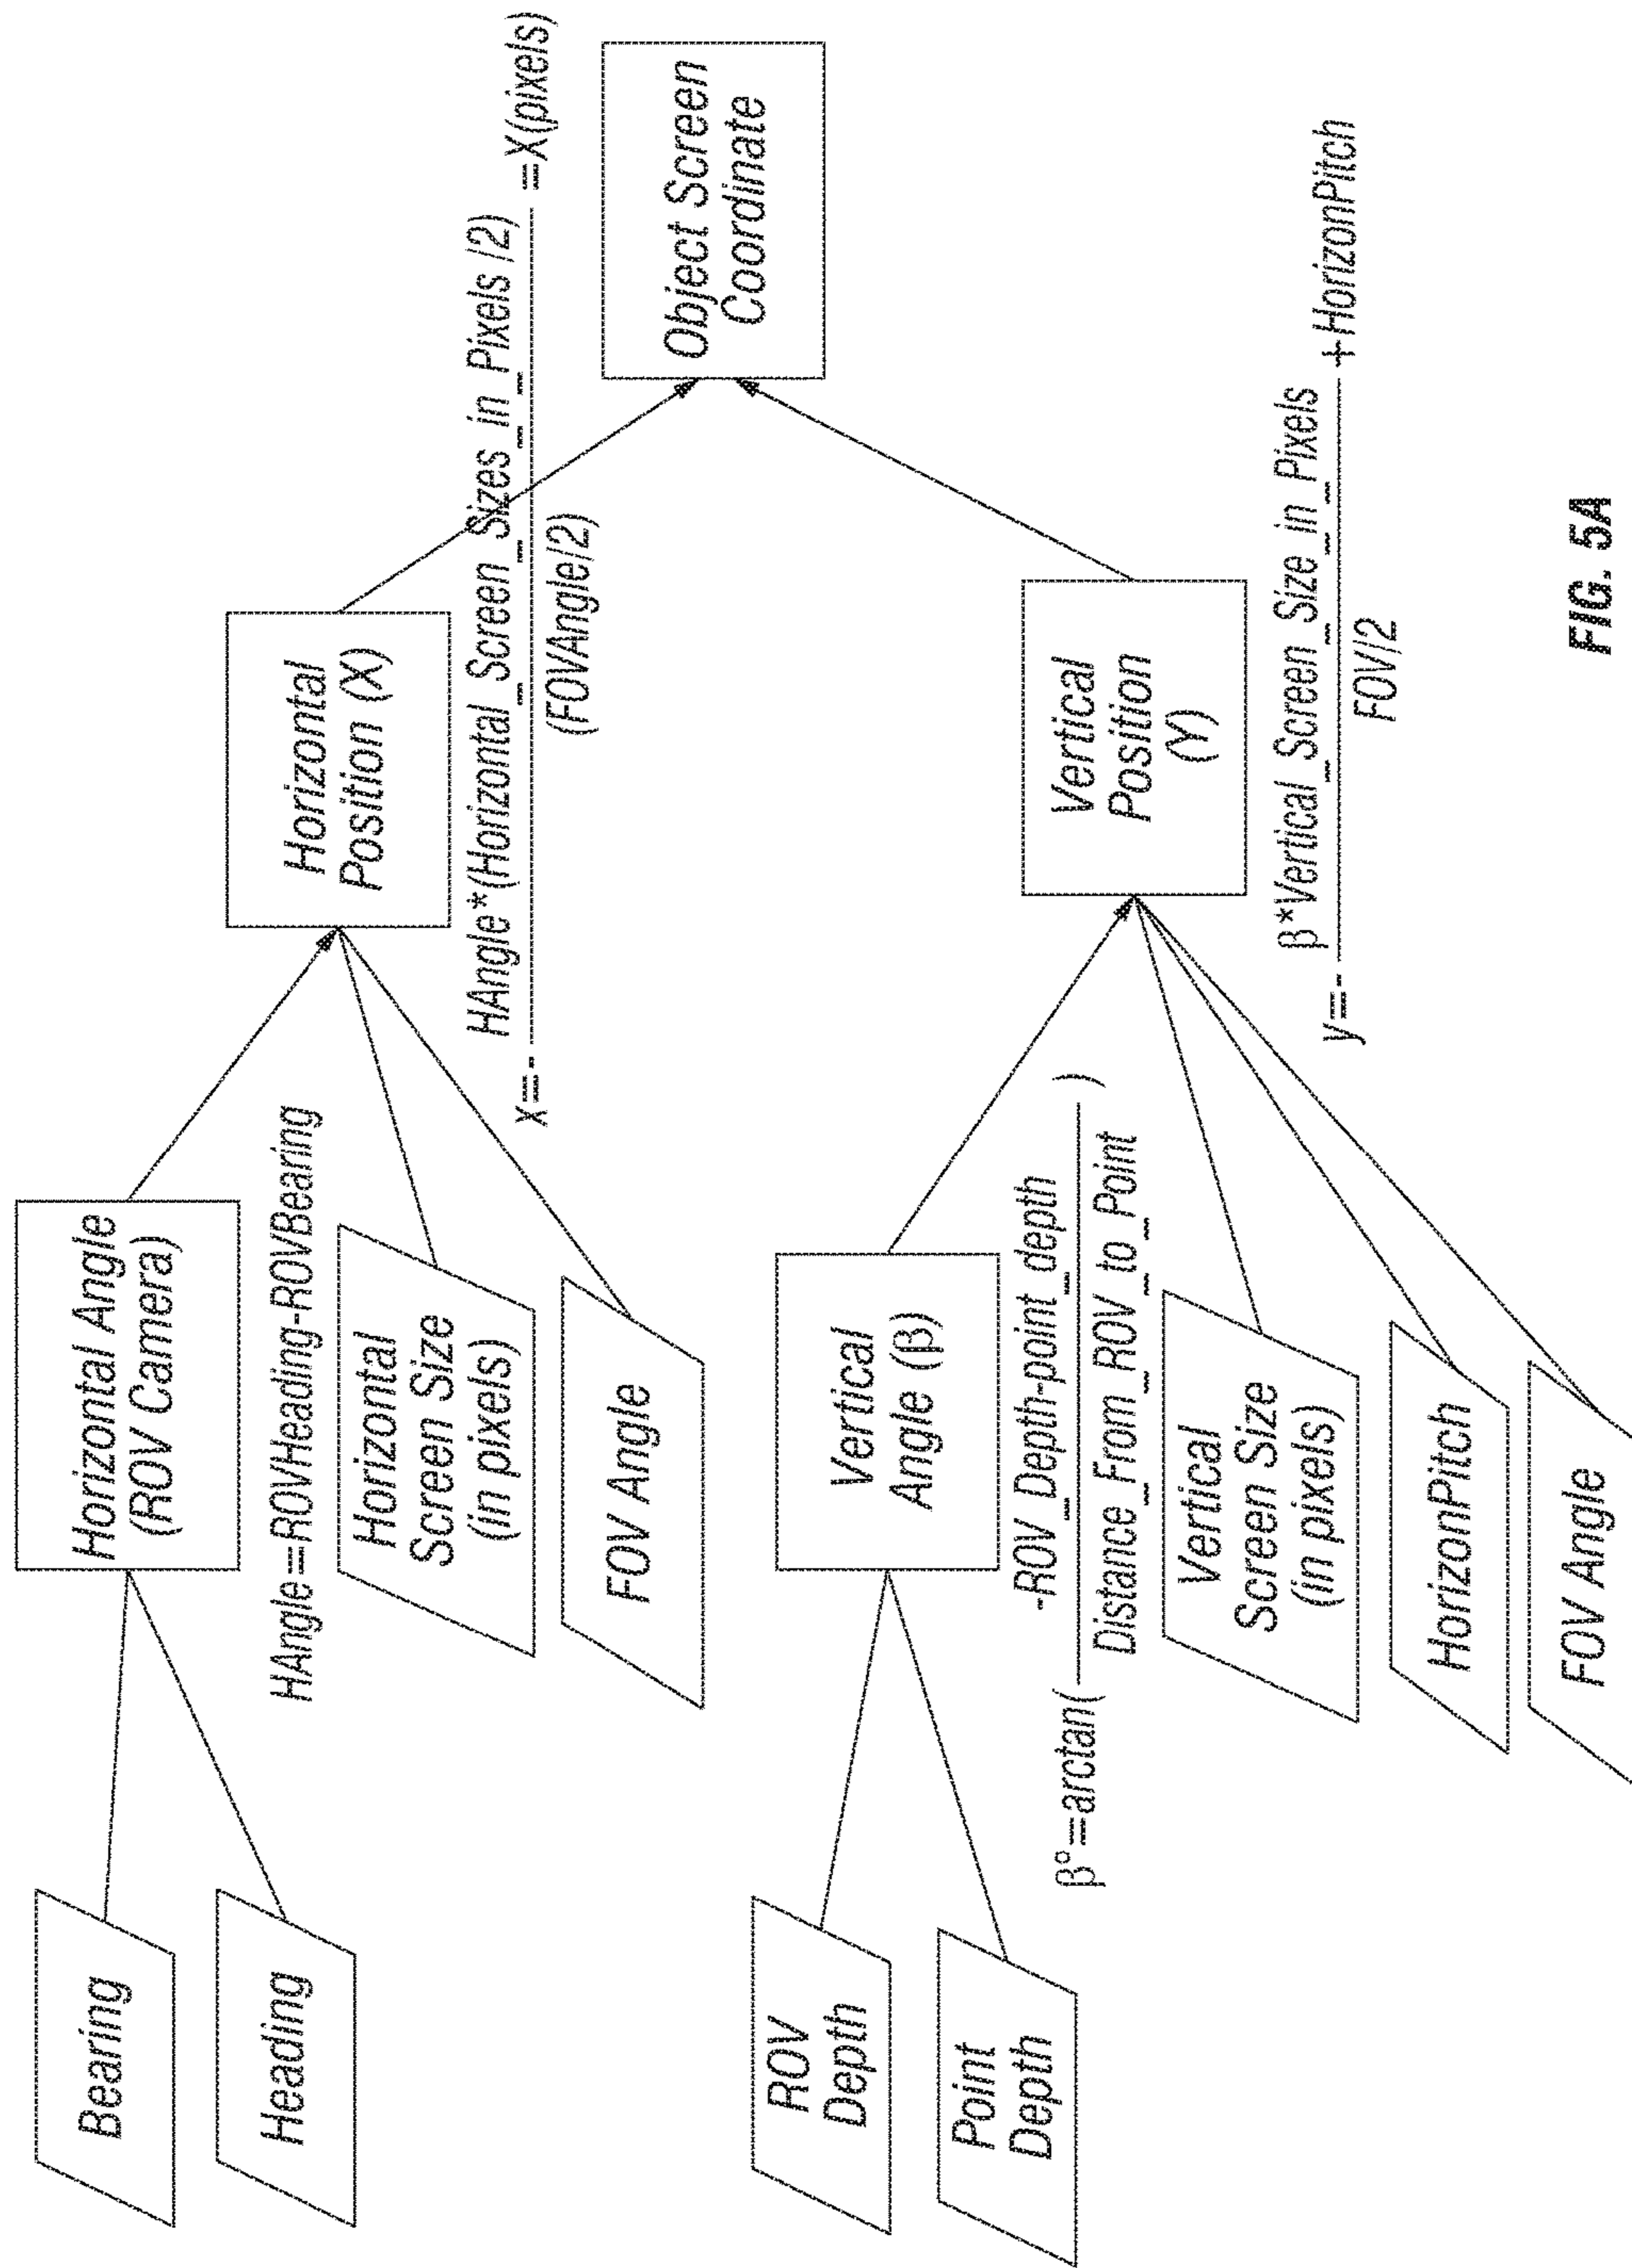 Bearing
Heading
Horizontal Angle
(ROV Camera)
HAngle=ROVHeading-ROVBearing
Horizontal
Screen Size
(in pixels)
FOV Angle
Horizontal
Position (X)
HAngle*(Horizontal_Screen_Sizes_in_Pixels /2)
x=-
=X(pixels)
(FOVAngle/2)
Object Screen
Coordinate
ROV
Depth
Point
Depth
Vertical
Angle (β)
-ROV_Depth-point_depth
β°=arctan(
)
Distance_From_ROV_to_Point
Vertical
Screen Size
(in pixels)
HorizonPitch
FOV Angle
Vertical
Position
(Y)
β*Vertical_Screen_Size_in_Pixels
y=-
+HorizonPitch
FOV/2
FIG. 5A